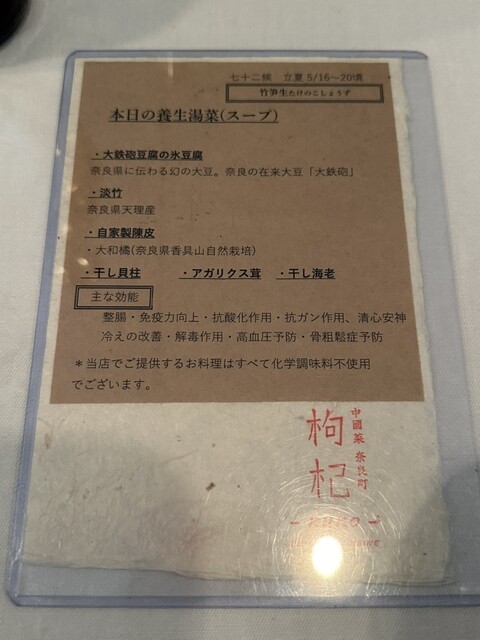 七十二候 立夏 5/16～20頃
竹笋生たけのこしょうず
本日の養生湯菜(スープ)
・大鉄砲豆腐の氷豆腐
奈良県に伝わる幻の大豆。奈良の在来大豆「大鉄砲」
・淡竹
奈良県天理産
・自家製陳皮
・大和橘(奈良県香具山自然栽培)
・干し貝柱 ・アガリクス茸 ・干し海老
主な効能
整腸・免疫力向上・抗酸化作用・抗ガン作用、清心安神
冷えの改善・解毒作用・高血圧予防・骨粗鬆症予防
＊当店でご提供するお料理はすべて化学調味料不使用
でございます。
中國菜 奈良町
枸杞